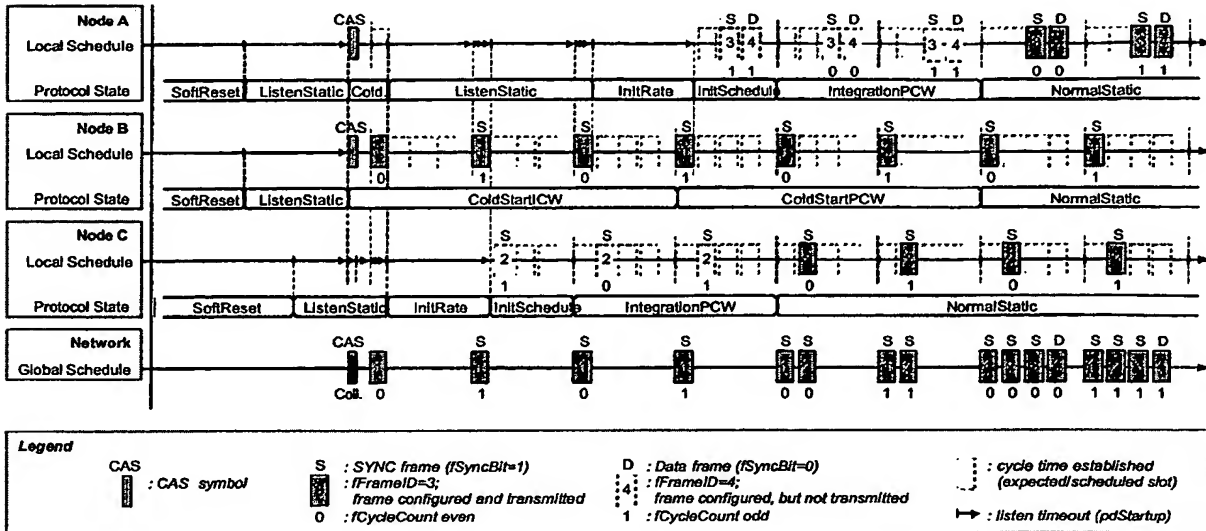 Node A
Local Schedule
Protocol State
CAS
S D
3 4
1 1
S D
3 4
0 0
S D
3 4
1 1
S D
0 0
S D
1 1
SoftReset ListenStatic Cold ListenStatic InitRate InitSchedule IntegrationPCW NormalStatic
Node B
Local Schedule
Protocol State
CAS S S S S S S S
0 1 0 1 0 1 0 1
SoftReset ListenStatic ColdStartICW ColdStartPCW NormalStatic
Node C
Local Schedule
Protocol State
S S S S S S S
2 2 2
1 0 1 0 1 0 1
SoftReset ListenStatic InitRate InitSchedule IntegrationPCW NormalStatic
Network
Global Schedule
CAS S S S S S S S S S S S D S S S D
Coll. 0 1 0 1 0 0 1 1 0 0 0 0 1 1 1 1
Legend
CAS
: CAS symbol
S : SYNC frame (fSyncBit=1)
: fFrameID=3;
frame configured and transmitted
0 : fCycleCount even
D : Data frame (fSyncBit=0)
4 : fFrameID=4;
frame configured, but not transmitted
1 : fCycleCount odd
: cycle time established
(expected/scheduled slot)
: listen timeout (pdStartup)